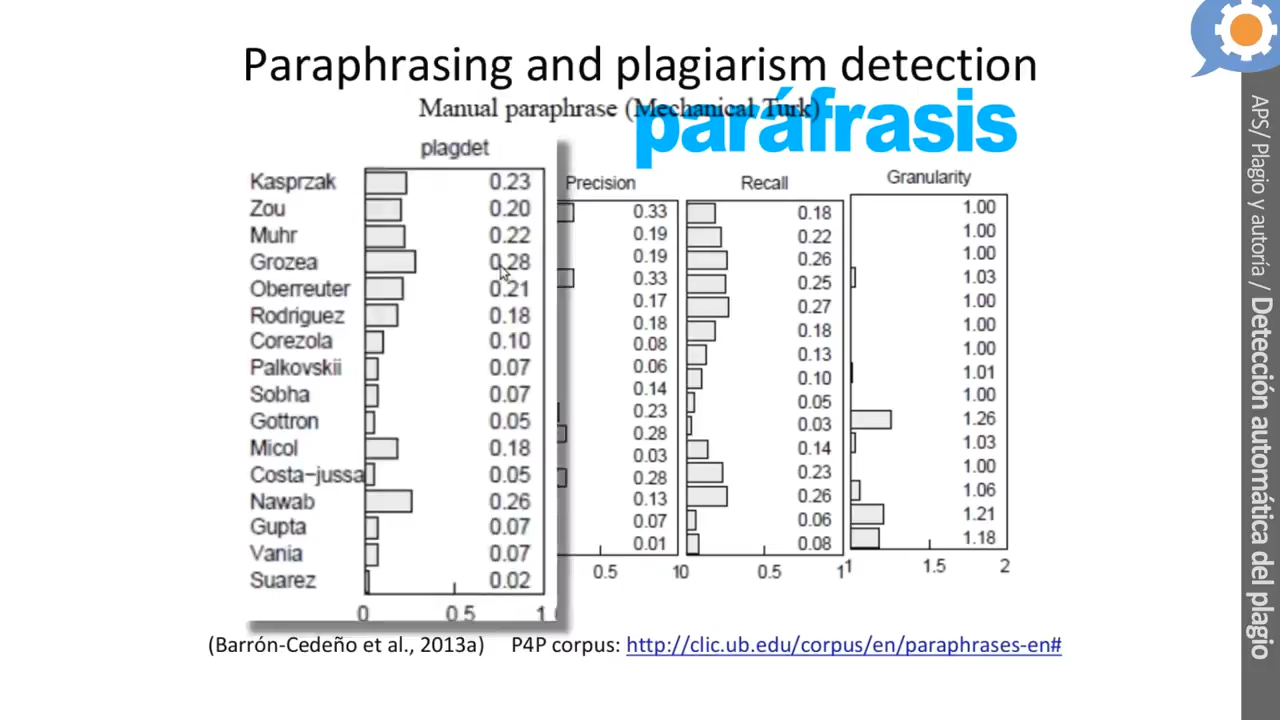 Paraphrasing and plagiarism detection
Manual paraphrase (Mechanical Turk)
paráfrasis
plagdet
Precision
Recall
Granularity
Kasprzak 0.23
Zou 0.20
Muhr 0.22
Grozea 0.28
Oberreuter 0.21
Rodriguez 0.18
Corezola 0.10
Palkovskii 0.07
Sobha 0.07
Gottron 0.05
Micol 0.18
Costa-jussa 0.05
Nawab 0.26
Gupta 0.07
Vania 0.07
Suarez 0.02
0 0.5 1
0.33
0.19
0.19
0.33
0.17
0.18
0.08
0.06
0.14
0.23
0.28
0.03
0.28
0.13
0.07
0.01
0.5 1
0.18
0.22
0.26
0.25
0.27
0.18
0.13
0.10
0.05
0.03
0.14
0.23
0.26
0.06
0.08
0 0.5 1
1.00
1.00
1.00
1.03
1.00
1.00
1.00
1.01
1.00
1.26
1.03
1.00
1.06
1.21
1.18
1 1.5 2
(Barrón-Cedeño et al., 2013a) P4P corpus: http://clic.ub.edu/corpus/en/paraphrases-en#
APS/ Plagio y autoría / Detección automática del plagio